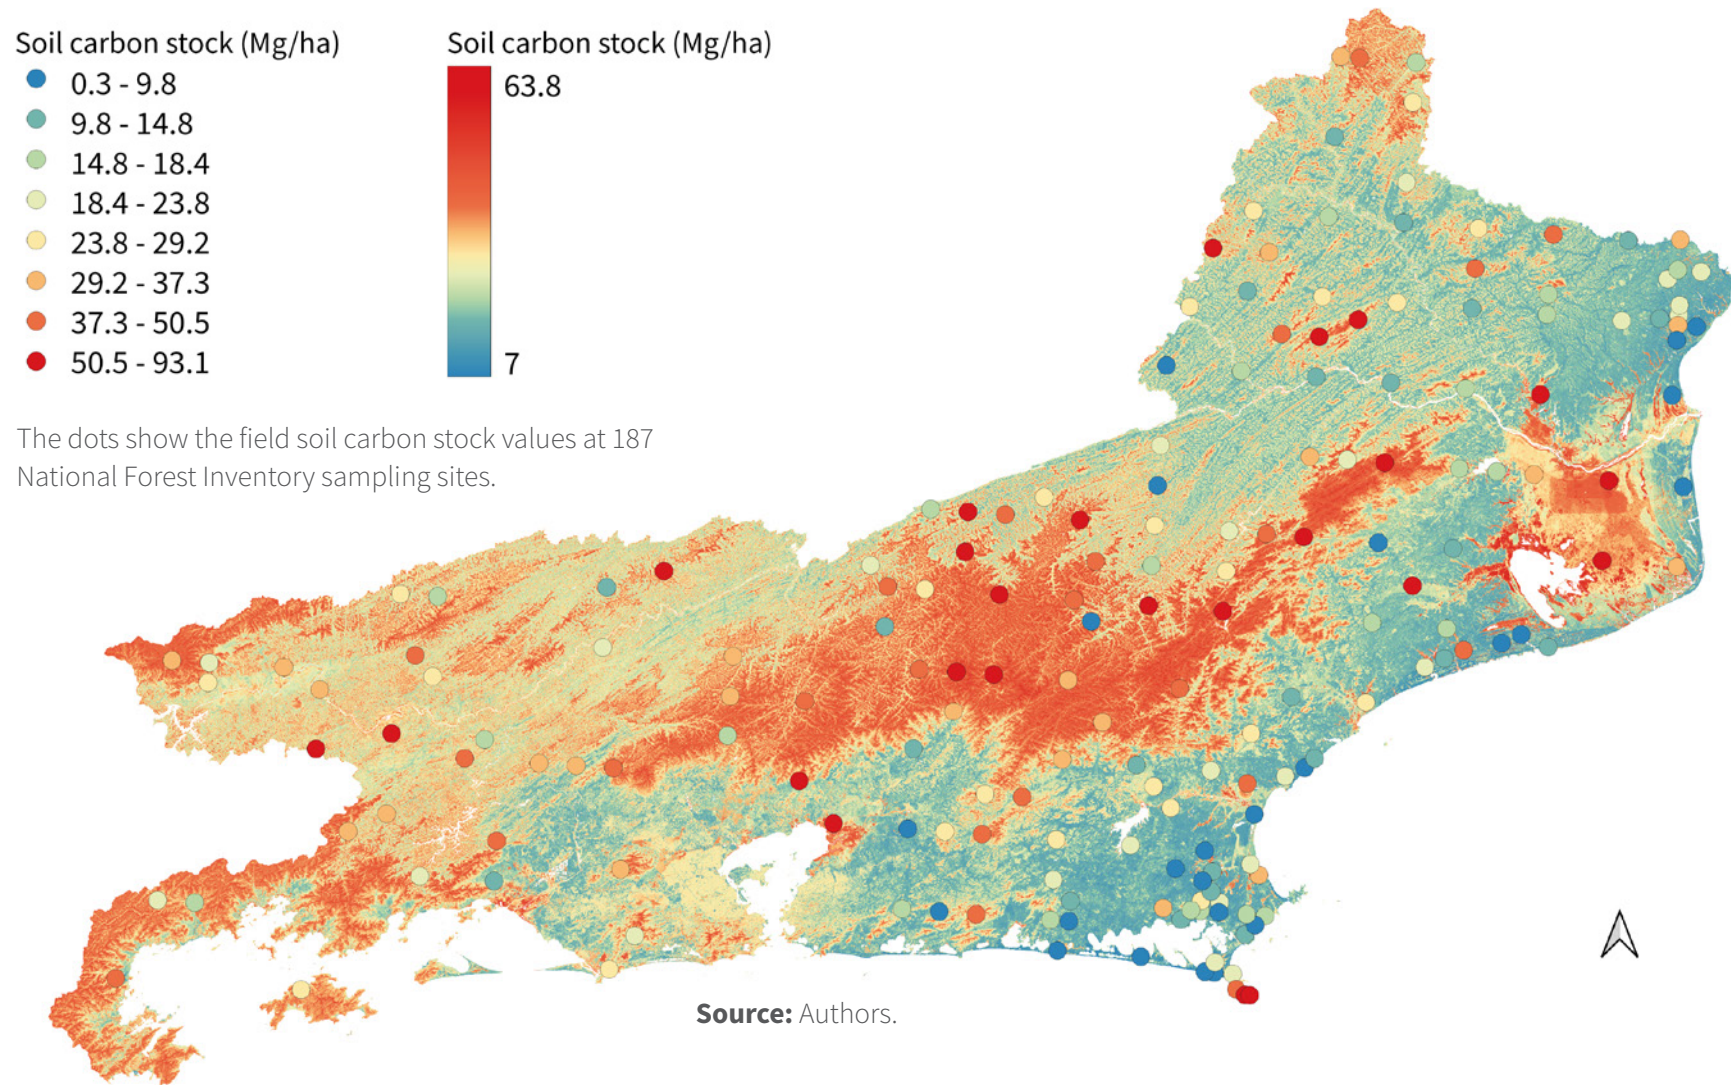 Soil carbon stock (Mg/ha)
0.3 - 9.8
9.8 - 14.8
14.8 - 18.4
18.4 - 23.8
23.8 - 29.2
29.2 - 37.3
37.3 - 50.5
50.5 - 93.1
Soil carbon stock (Mg/ha)
63.8
7
The dots show the field soil carbon stock values at 187
National Forest Inventory sampling sites.
Source: Authors.